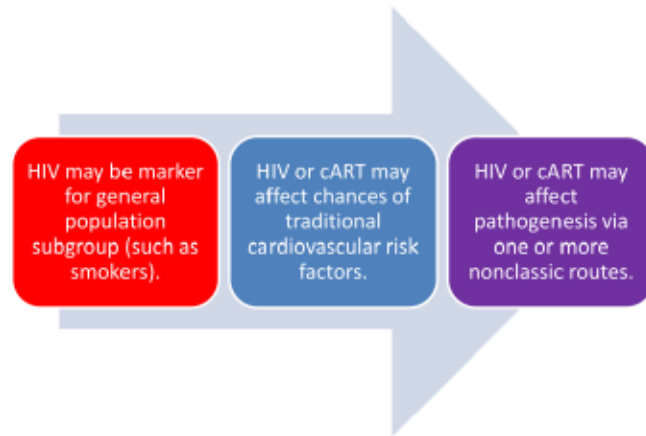 HIV may be marker
for general
population
subgroup (such as
smokers).
HIV or cART may
affect chances of
traditional
cardiovascular risk
factors.
HIV or cART may
affect
pathogenesis via
one or more
nonclassic routes.